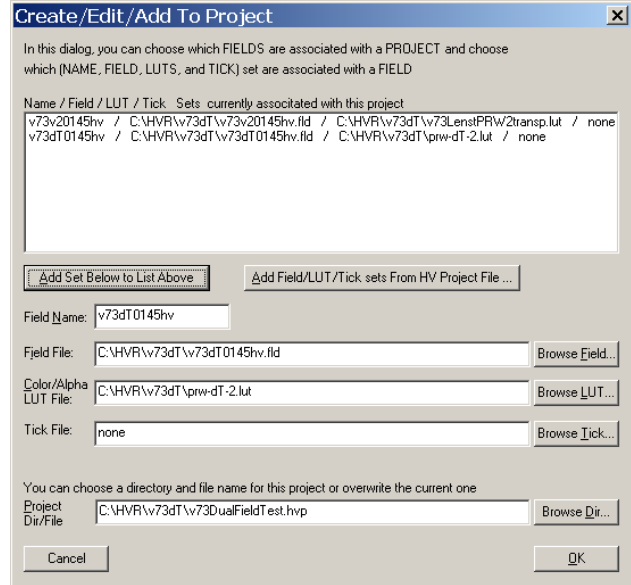 Create/Edit/Add To Project
In this dialog, you can choose which FIELDS are associated with a PROJECT and choose
which (NAME, FIELD, LUTS, and TICK) set are associated with a FIELD
Name / Field / LUT / Tick Sets currently associtated with this project
v73v20145hv / C:\HVR\v73dT\v73v20145hv.fld / C:\HVR\v73dT\v73LenstPRW2transp.lut / none
v73dT0145hv / C:\HVR\v73dT\v73dT0145hv.fld / C:\HVR\v73dT\prw-dT-2.lut / none
Add Set Below to List Above
Add Field/LUT/Tick sets From HV Project File ...
Field Name: v73dT0145hv
Field File: C:\HVR\v73dT\v73dT0145hv.fld Browse Field...
Color/Alpha
LUT File: C:\HVR\v73dT\prw-dT-2.lut Browse LUT...
Tick File: none Browse Tick...
You can choose a directory and file name for this project or overwrite the current one
Project
Dir/File C:\HVR\v73dT\v73DualFieldTest.hvp Browse Dir...
Cancel OK